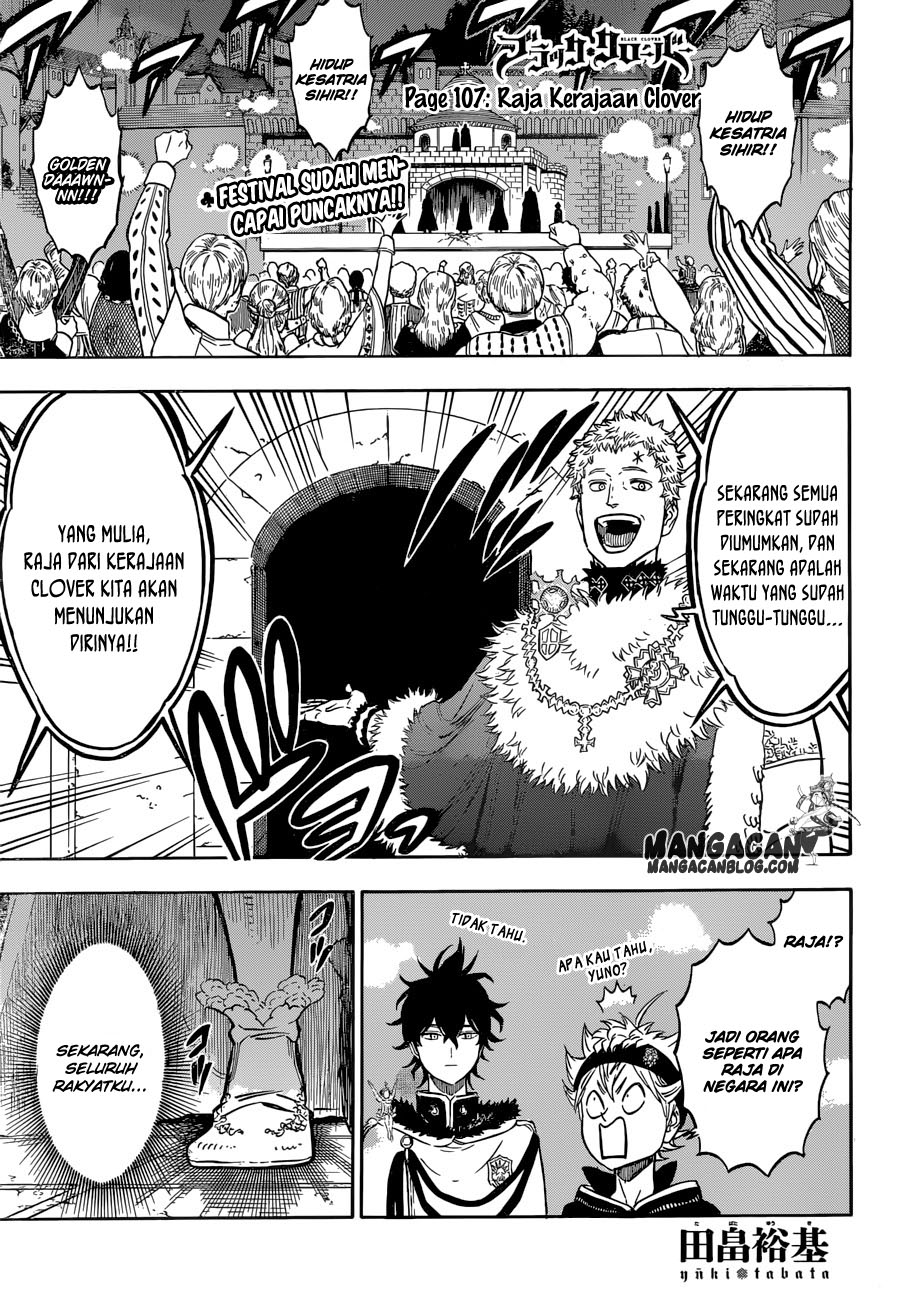 BLACK CLOVER
ブラック・クローバー
Page 107: Raja Kerajaan Clover
HIDUP
KESATRIA
SIHIR!!
HIDUP
KESATRIA
SIHIR!!
GOLDEN
DAAAWN-
NN!!!
♣ FESTIVAL SUDAH MEN-
CAPAI PUNCAKNYA!!
SEKARANG SEMUA
PERINGKAT SUDAH
DIUMUMKAN, DAN
SEKARANG ADALAH
WAKTU YANG SUDAH
TUNGGU-TUNGGU...
YANG MULIA,
RAJA DARI KERAJAAN
CLOVER KITA AKAN
MENUNJUKAN
DIRINYA!!
MANGACAN
MANGACANBLOG.COM
RAJA!?
JADI ORANG
SEPERTI APA
RAJA DI
NEGARA INI?
APA KAU TAHU,
YUNO?
TIDAK TAHU.
SEKARANG,
SELURUH
RAKYATKU...
田畠裕基
yūki tabata